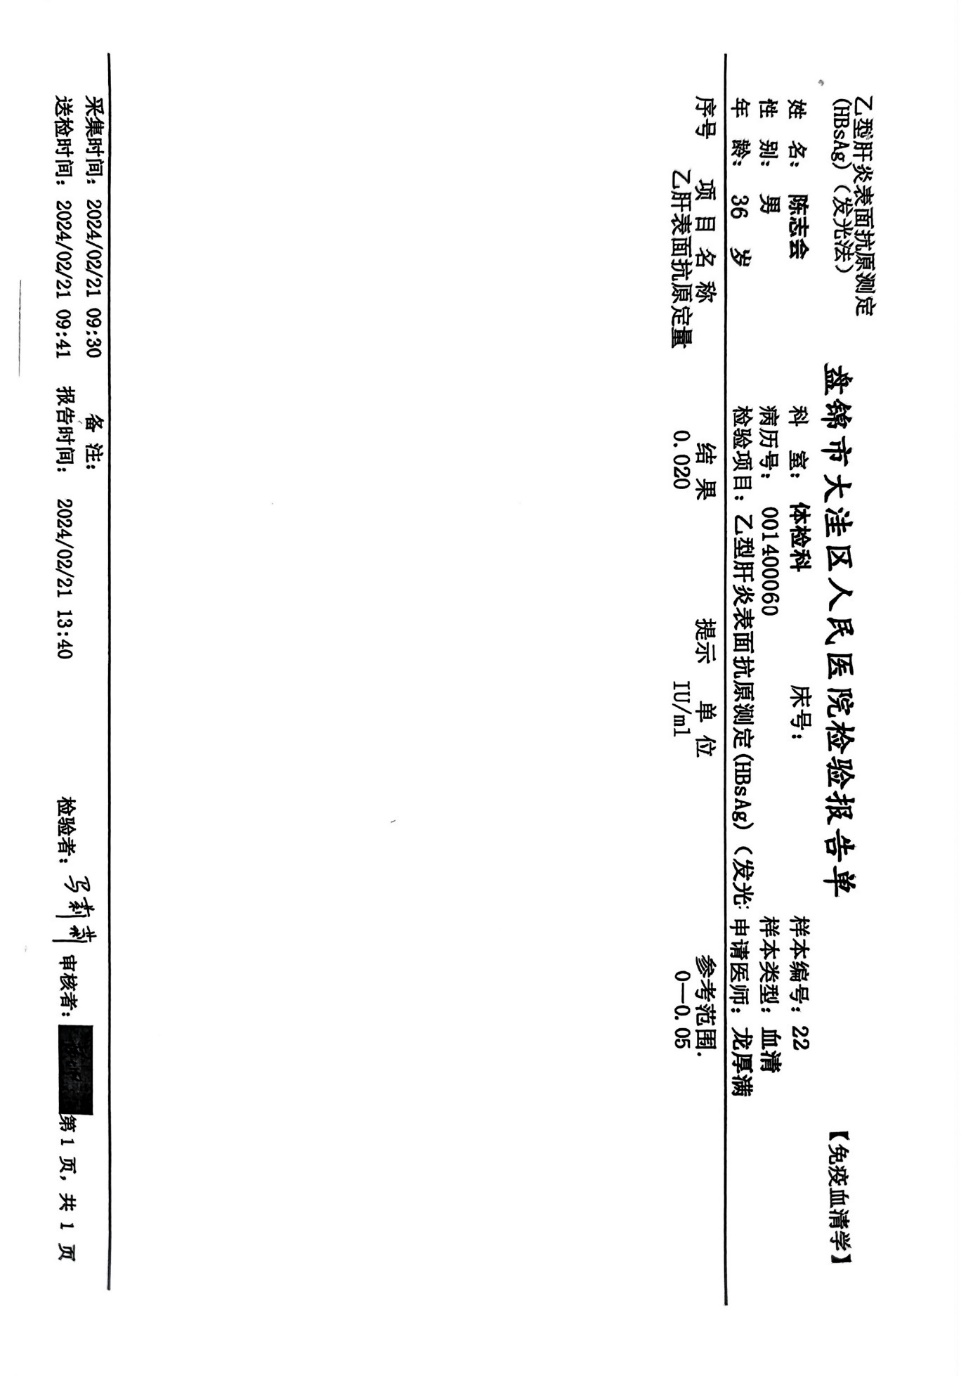 乙型肝炎表面抗原测定
(HBsAg)(发光法)
盘锦市大洼区人民医院检验报告单
【免疫血清学】
姓 名: 陈志会 科 室: 体检科 床号: 样本编号: 22
性 别: 男 病历号: 001400060 样本类型: 血清
年 龄: 36 岁 检验项目: 乙型肝炎表面抗原测定(HBsAg)(发光: 申请医师: 龙厚满
序号 项目名称 结果 提示 单位 参考范围.
乙肝表面抗原定量 0.020 IU/ml 0—0.05
采集时间: 2024/02/21 09:30 备注:
送检时间: 2024/02/21 09:41 报告时间: 2024/02/21 13:40 检验者: 马莉莉 审核者: 第 1 页, 共 1 页